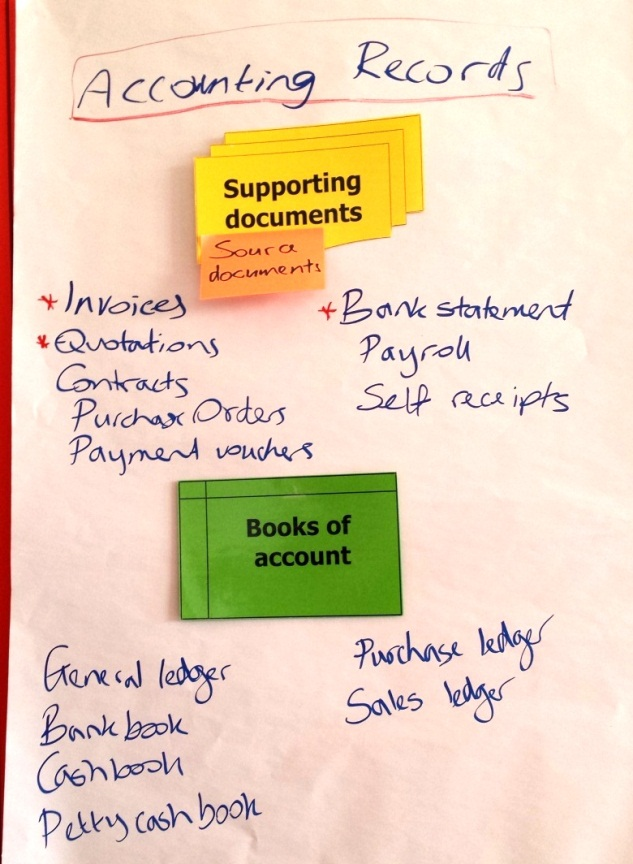 Accounting Records
Supporting
documents
Source
documents
* Invoices
* Quotations
Contracts
Purchase Orders
Payment vouchers
* Bank statement
Payroll
Self receipts
Books of
account
General ledger
Bank book
Cashbook
Petty cash book
Purchase ledger
Sales ledger